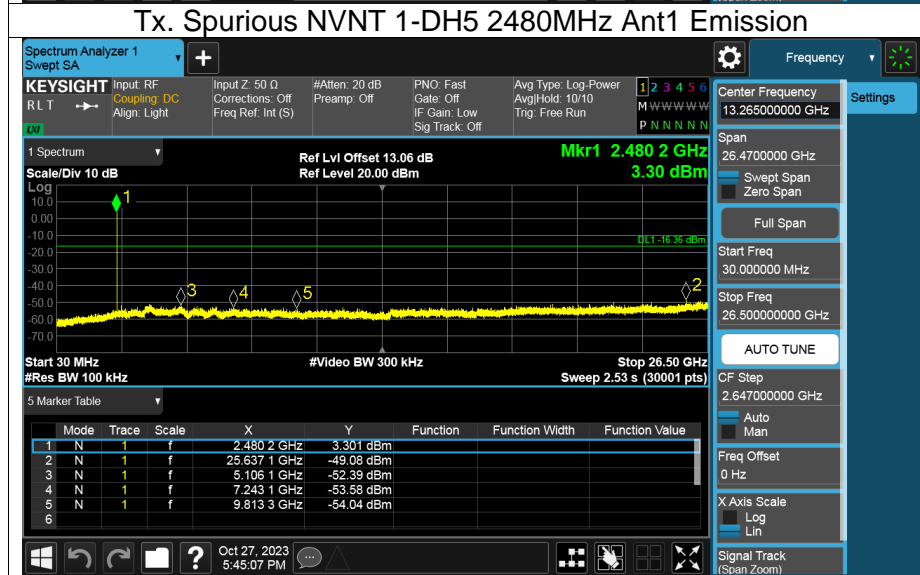 Tx. Spurious NVNT 1-DH5 2480MHz Ant1 Emission
Spectrum Analyzer 1
Swept SA
+
Frequency
KEYSIGHT
RLT
LXI
Input: RF
Coupling: DC
Align: Light
Input Z: 50 Ω
Corrections: Off
Freq Ref: Int (S)
#Atten: 20 dB
Preamp: Off
PNO: Fast
Gate: Off
IF Gain: Low
Sig Track: Off
Avg Type: Log-Power
Avg|Hold: 10/10
Trig: Free Run
1 2 3 4 5 6
M W W W W W
P N N N N N
1 Spectrum
Scale/Div 10 dB
Ref Lvl Offset 13.06 dB
Ref Level 20.00 dBm
Mkr1 2.480 2 GHz
3.30 dBm
Log
10.0
0.00
-10.0
-20.0
-30.0
-40.0
-50.0
-60.0
-70.0
1
DL1 -16.36 dBm
3
4
5
2
Start 30 MHz
#Res BW 100 kHz
#Video BW 300 kHz
Stop 26.50 GHz
Sweep 2.53 s (30001 pts)
5 Marker Table
Mode Trace Scale X Y Function Function Width Function Value
1 N 1 f 2.480 2 GHz 3.301 dBm
2 N 1 f 25.637 1 GHz -49.08 dBm
3 N 1 f 5.106 1 GHz -52.39 dBm
4 N 1 f 7.243 1 GHz -53.58 dBm
5 N 1 f 9.813 3 GHz -54.04 dBm
6
?
Oct 27, 2023
5:45:07 PM
Center Frequency
13.265000000 GHz
Settings
Span
26.4700000 GHz
Swept Span
Zero Span
Full Span
Start Freq
30.000000 MHz
Stop Freq
26.500000000 GHz
AUTO TUNE
CF Step
2.647000000 GHz
Auto
Man
Freq Offset
0 Hz
X Axis Scale
Log
Lin
Signal Track
(Span Zoom)